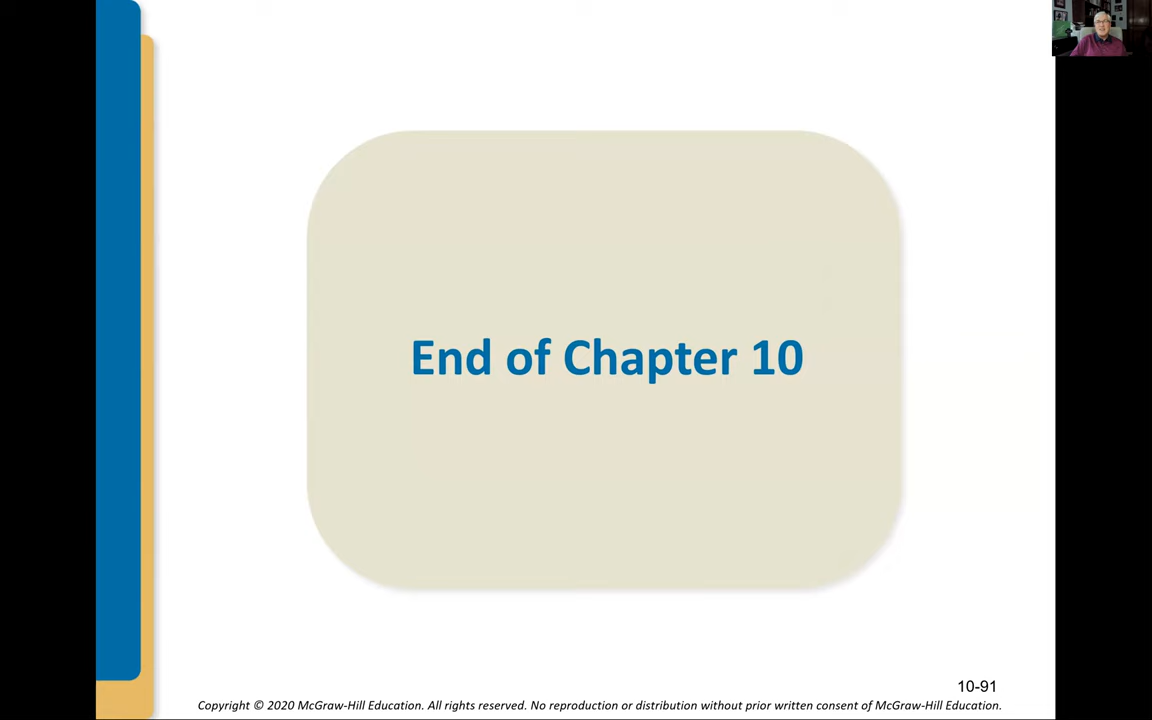 End of Chapter 10
10-91
Copyright © 2020 McGraw-Hill Education. All rights reserved. No reproduction or distribution without prior written consent of McGraw-Hill Education.